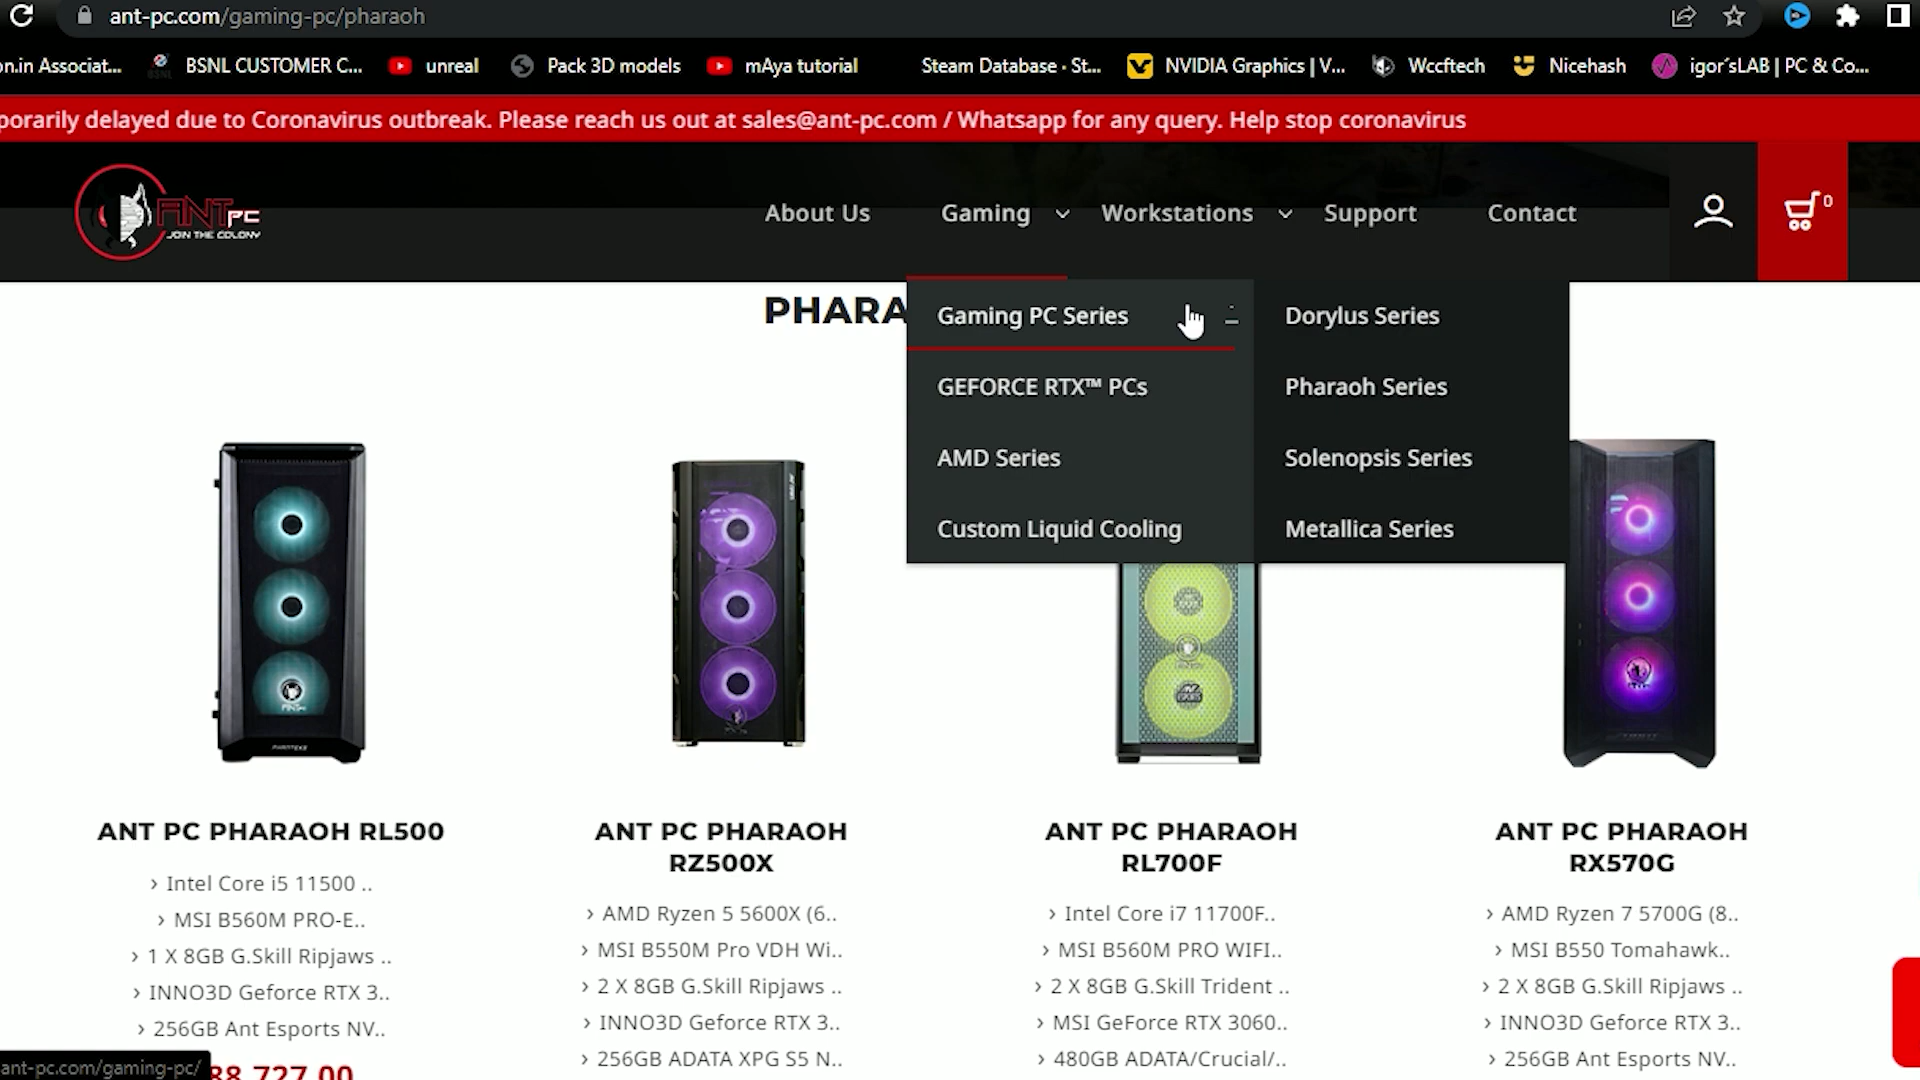 ant-pc.com/gaming-pc/pharaoh
on.in Associat... BSNL CUSTOMER C... unreal Pack 3D models mAya tutorial Steam Database · St... NVIDIA Graphics | V... Wccftech Nicehash igor´sLAB | PC & Co...
porarily delayed due to Coronavirus outbreak. Please reach us out at sales@ant-pc.com / Whatsapp for any query. Help stop coronavirus
ANT PC
JOIN THE COLONY
About Us Gaming Workstations Support Contact 0
PHARA
Gaming PC Series
GEFORCE RTX™ PCs
AMD Series
Custom Liquid Cooling
Dorylus Series
Pharaoh Series
Solenopsis Series
Metallica Series
PHANTEKS
ANT PC PHARAOH RL500
› Intel Core i5 11500 ..
› MSI B560M PRO-E..
› 1 X 8GB G.Skill Ripjaws ..
› INNO3D Geforce RTX 3..
› 256GB Ant Esports NV..
88,727.00
ANT PC PHARAOH
RZ500X
› AMD Ryzen 5 5600X (6..
› MSI B550M Pro VDH Wi..
› 2 X 8GB G.Skill Ripjaws ..
› INNO3D Geforce RTX 3..
› 256GB ADATA XPG S5 N..
ANT PC PHARAOH
RL700F
› Intel Core i7 11700F..
› MSI B560M PRO WIFI..
› 2 X 8GB G.Skill Trident ..
› MSI GeForce RTX 3060..
› 480GB ADATA/Crucial/..
ANT PC PHARAOH
RX570G
› AMD Ryzen 7 5700G (8..
› MSI B550 Tomahawk..
› 2 X 8GB G.Skill Ripjaws ..
› INNO3D Geforce RTX 3..
› 256GB Ant Esports NV..
ant-pc.com/gaming-pc/